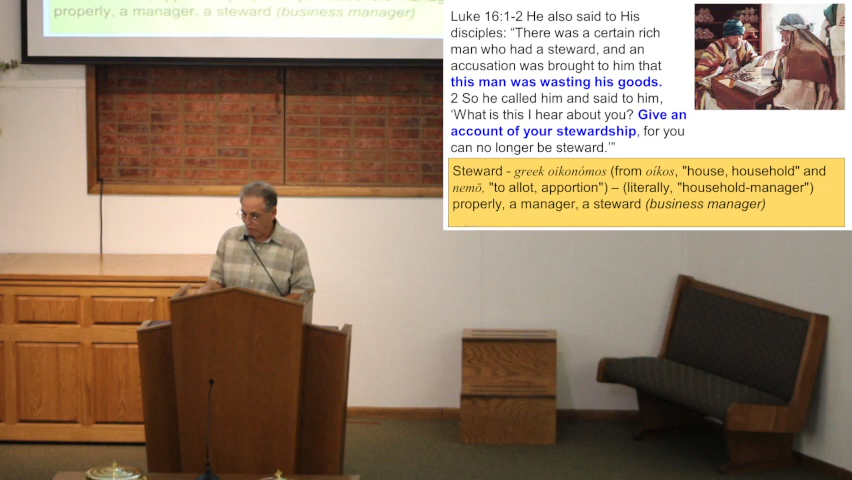 properly, a manager, a steward (business manager)
Luke 16:1-2 He also said to His
disciples: “There was a certain rich
man who had a steward, and an
accusation was brought to him that
this man was wasting his goods.
2 So he called him and said to him,
‘What is this I hear about you? Give an
account of your stewardship, for you
can no longer be steward.’”
Steward - greek oikonómos (from oíkos, "house, household" and
nemō, "to allot, apportion") – (literally, "household-manager")
properly, a manager, a steward (business manager)